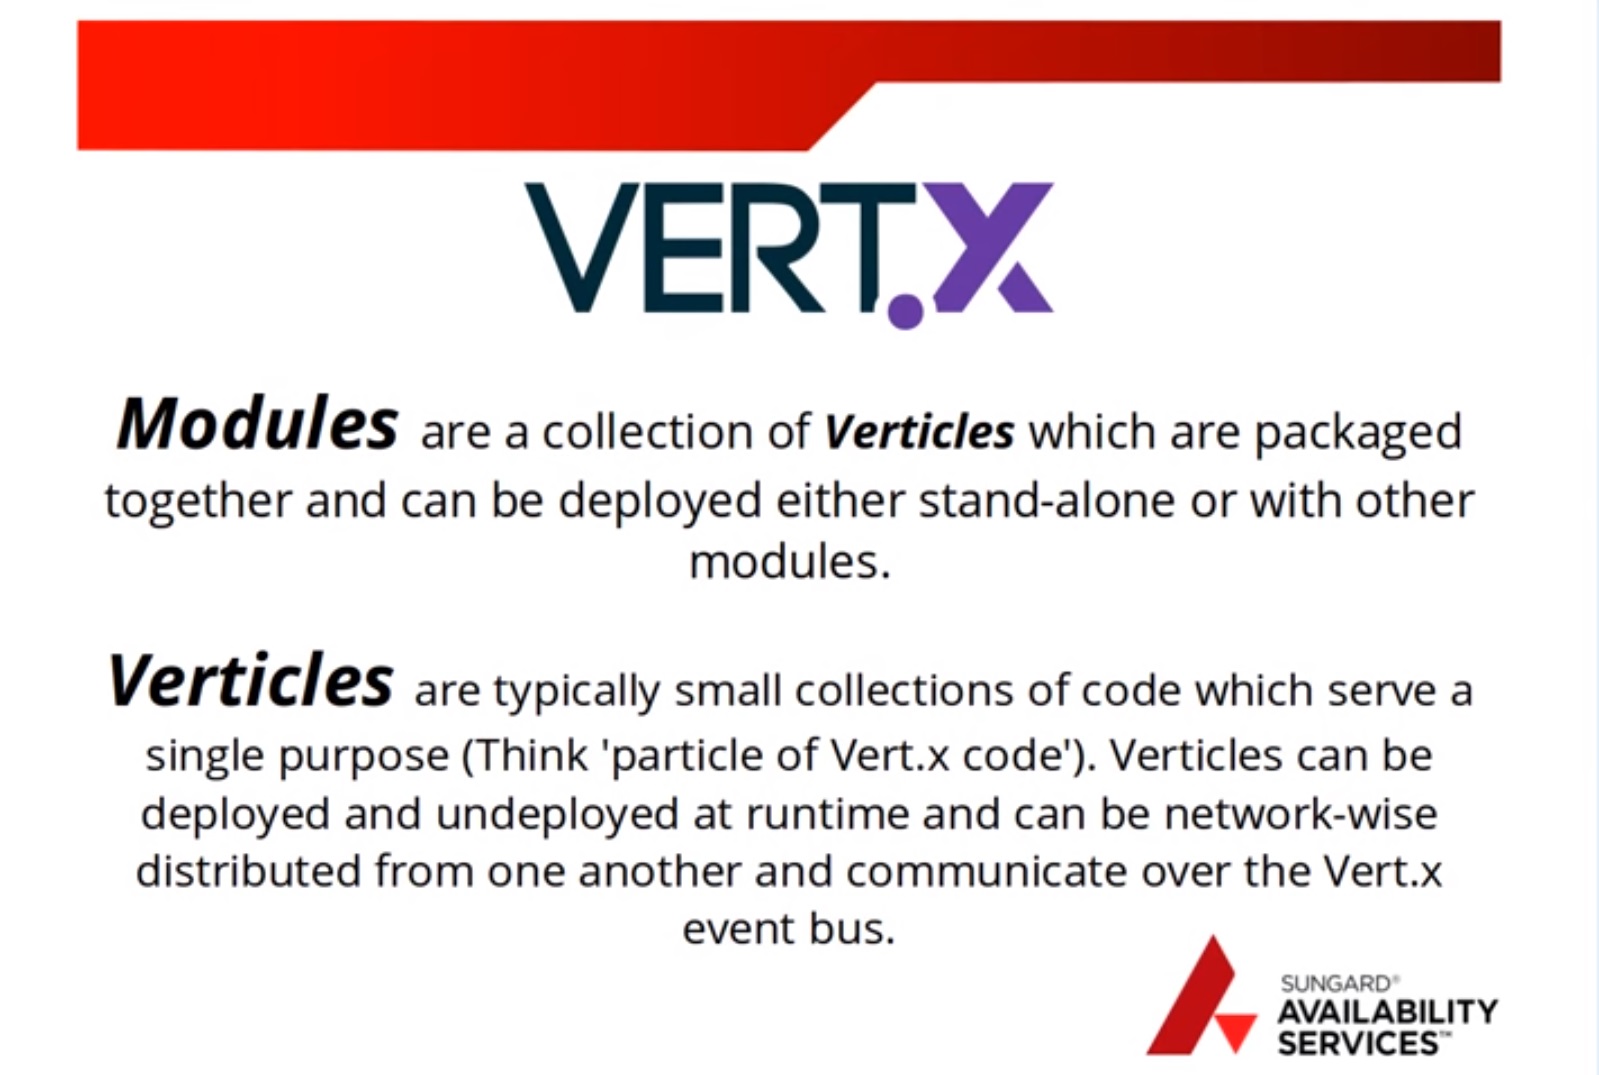 VERT.X
Modules are a collection of Verticles which are packaged
together and can be deployed either stand-alone or with other
modules.
Verticles are typically small collections of code which serve a
single purpose (Think 'particle of Vert.x code'). Verticles can be
deployed and undeployed at runtime and can be network-wise
distributed from one another and communicate over the Vert.x
event bus.
SUNGARD®
AVAILABILITY
SERVICES™